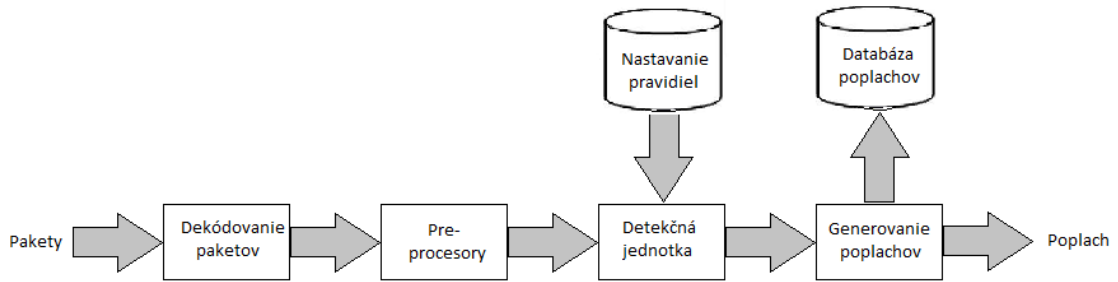 Nastavanie
pravidiel
Databáza
poplachov
Pakety
Dekódovanie
paketov
Pre-
procesory
Detekčná
jednotka
Generovanie
poplachov
Poplach